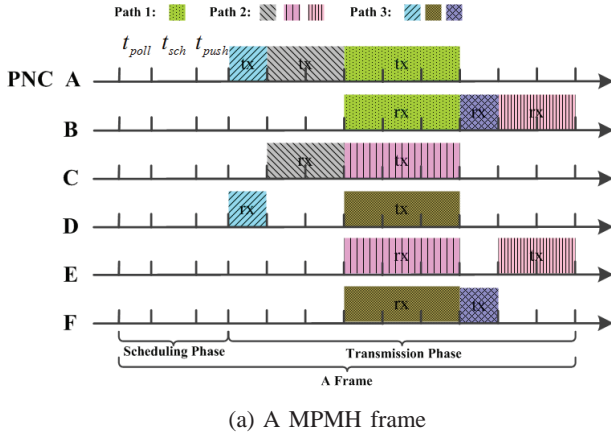 Path 1: Path 2: Path 3:
t_poll t_sch t_push
PNC A tx tx tx
B rx rx rx
C rx tx
D rx tx
E rx tx
F rx tx
Scheduling Phase Transmission Phase
A Frame
(a) A MPMH frame